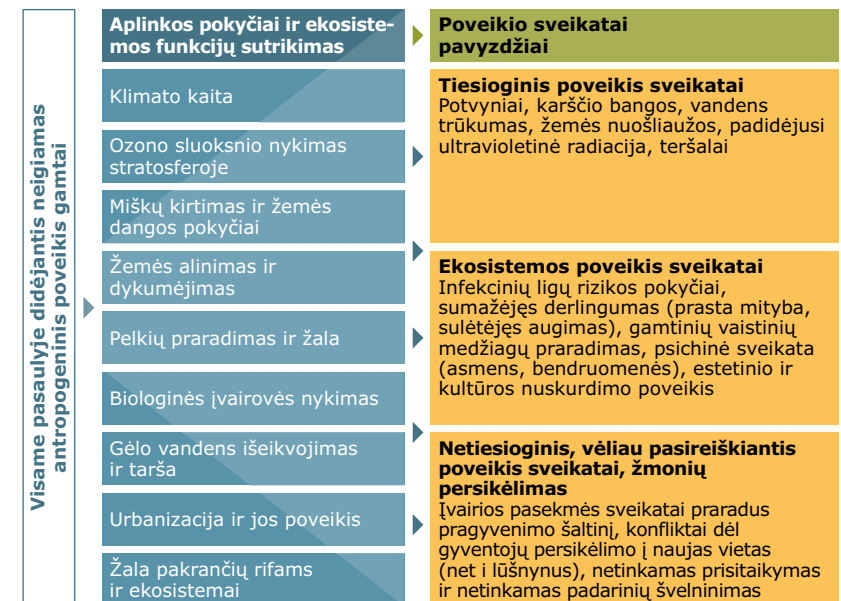 Visame pasaulyje didėjantis neigiamas
antropogeninis poveikis gamtai
Aplinkos pokyčiai ir ekosiste-
mos funkcijų sutrikimas
Klimato kaita
Ozono sluoksnio nykimas
stratosferoje
Miškų kirtimas ir žemės
dangos pokyčiai
Žemės alinimas ir
dykumėjimas
Pelkių praradimas ir žala
Biologinės įvairovės nykimas
Gėlo vandens išeikvojimas
ir tarša
Urbanizacija ir jos poveikis
Žala pakrančių rifams
ir ekosistemai
Poveikio sveikatai
pavyzdžiai
Tiesioginis poveikis sveikatai
Potvyniai, karščio bangos, vandens
trūkumas, žemės nuošliaužos, padidėjusi
ultravioletinė radiacija, teršalai
Ekosistemos poveikis sveikatai
Infekcinių ligų rizikos pokyčiai,
sumažėjęs derlingumas (prasta mityba,
sulėtėjęs augimas), gamtinių vaistinių
medžiagų praradimas, psichinė sveikata
(asmens, bendruomenės), estetinio ir
kultūros nuskurdimo poveikis
Netiesioginis, vėliau pasireiškiantis
poveikis sveikatai, žmonių
persikėlimas
Įvairios pasekmės sveikatai praradus
pragyvenimo šaltinį, konfliktai dėl
gyventojų persikėlimo į naujas vietas
(net i lūšnynus), netinkamas prisitaikymas
ir netinkamas padarinių švelninimas